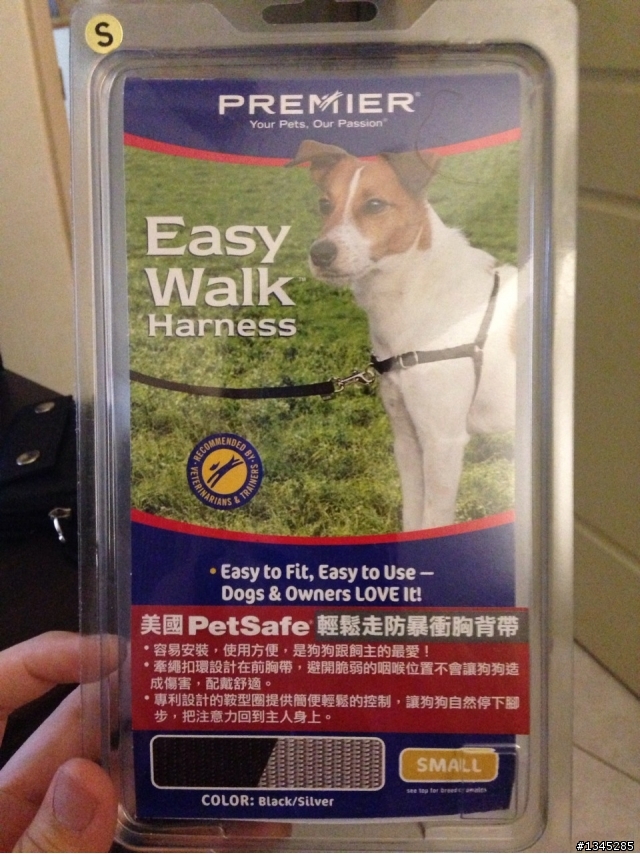 S
PREMIER®
Your Pets, Our Passion®
Easy
Walk™
Harness
RECOMMENDED BY
VETERINARIANS & TRAINERS
• Easy to Fit, Easy to Use —
Dogs & Owners LOVE It!
美國 PetSafe® 輕鬆走防暴衝胸背帶
• 容易安裝，使用方便，是狗狗跟飼主的最愛！
• 牽繩扣環設計在前胸帶，避開脆弱的咽喉位置不會讓狗狗造
成傷害，配戴舒適。
• 專利設計的鞍型圈提供簡便輕鬆的控制，讓狗狗自然停下腳
步，把注意力回到主人身上。
SMALL
see top for breeds/weights
COLOR: Black/Silver
#1345285